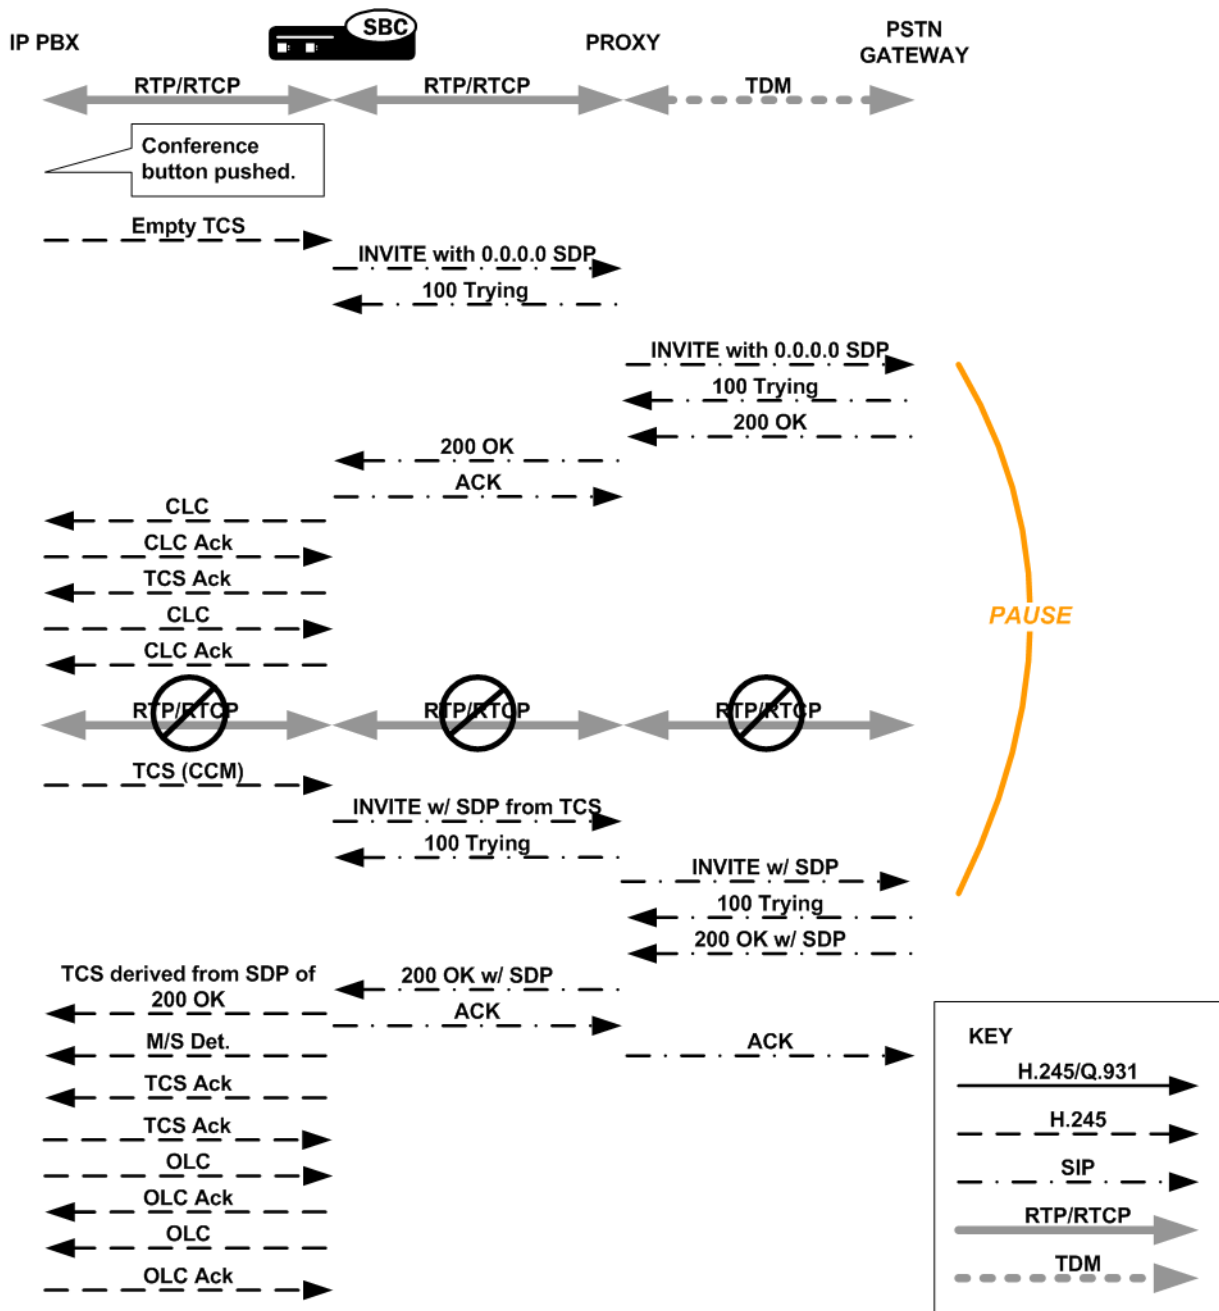 IP PBX
SBC
PROXY
PSTN
GATEWAY
RTP/RTCP
RTP/RTCP
TDM
Conference
button pushed.
Empty TCS
INVITE with 0.0.0.0 SDP
100 Trying
INVITE with 0.0.0.0 SDP
100 Trying
200 OK
200 OK
ACK
CLC
CLC Ack
TCS Ack
CLC
CLC Ack
PAUSE
RTP/RTCP
RTP/RTCP
RTP/RTCP
TCS (CCM)
INVITE w/ SDP from TCS
100 Trying
INVITE w/ SDP
100 Trying
200 OK w/ SDP
200 OK w/ SDP
TCS derived from SDP of
200 OK
ACK
M/S Det.
ACK
TCS Ack
TCS Ack
OLC
OLC Ack
OLC
OLC Ack
KEY
H.245/Q.931
H.245
SIP
RTP/RTCP
TDM